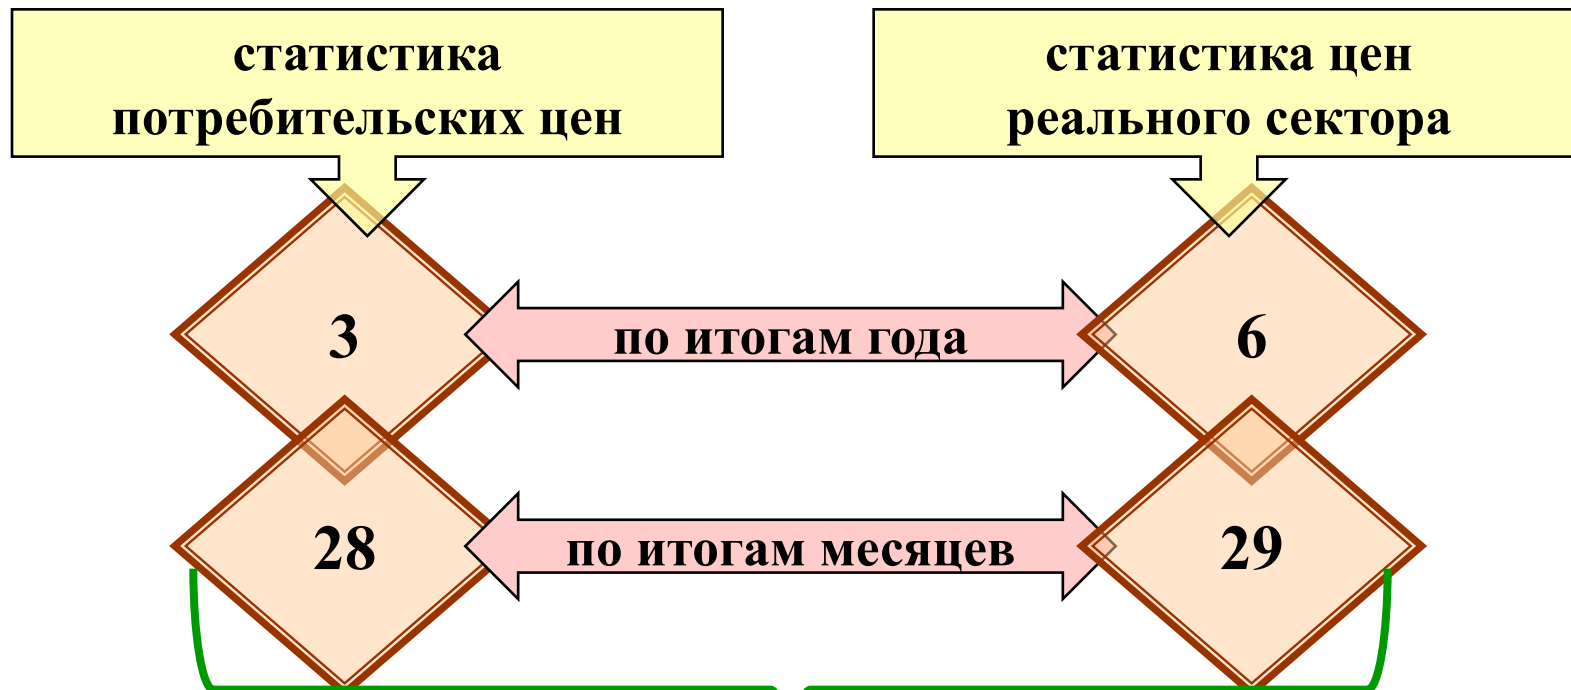 статистика
потребительских цен
статистика цен
реального сектора
3
по итогам года
6
28
по итогам месяцев
29